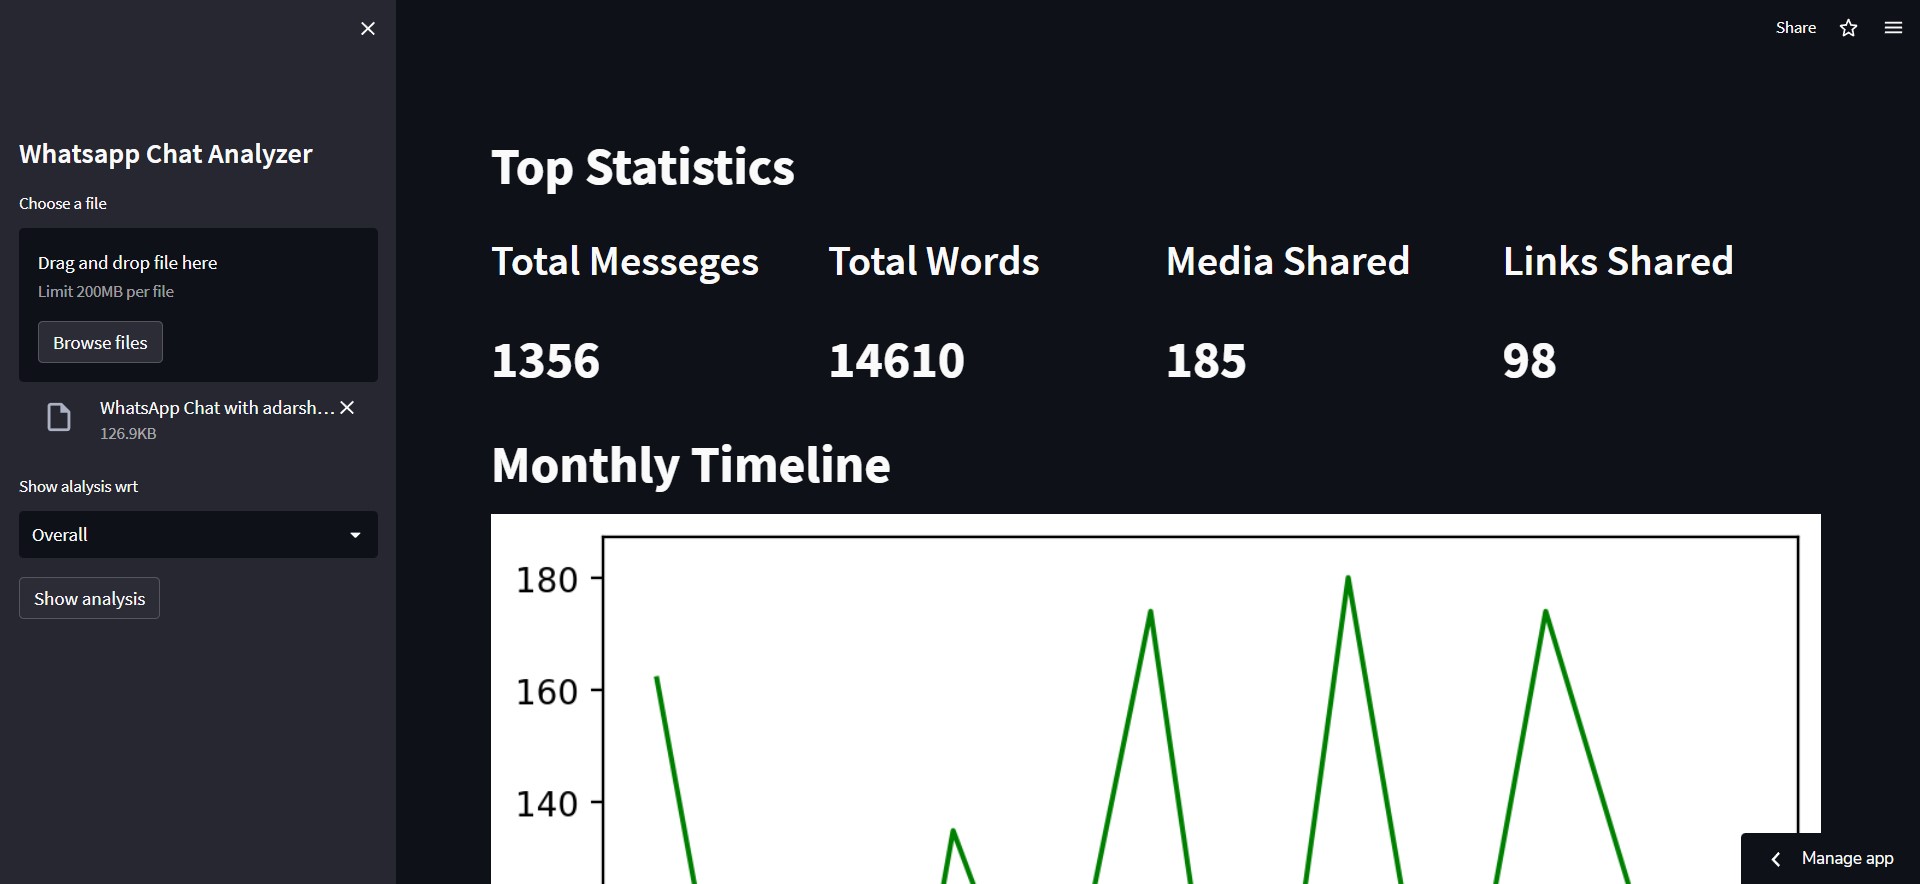 Share
Whatsapp Chat Analyzer
Choose a file
Drag and drop file here
Limit 200MB per file
Browse files
WhatsApp Chat with adarsh...
126.9KB
Show alalysis wrt
Overall
Show analysis
Top Statistics
Total Messeges Total Words Media Shared Links Shared
1356 14610 185 98
Monthly Timeline
180
160
140
Manage app